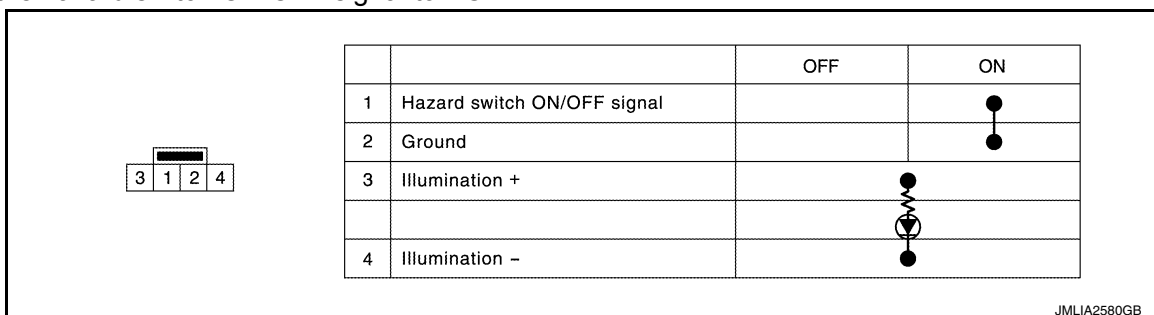 OFF ON
1 Hazard switch ON/OFF signal
2 Ground
3 1 2 4
3 Illumination +
4 Illumination –
JMLIA2580GB